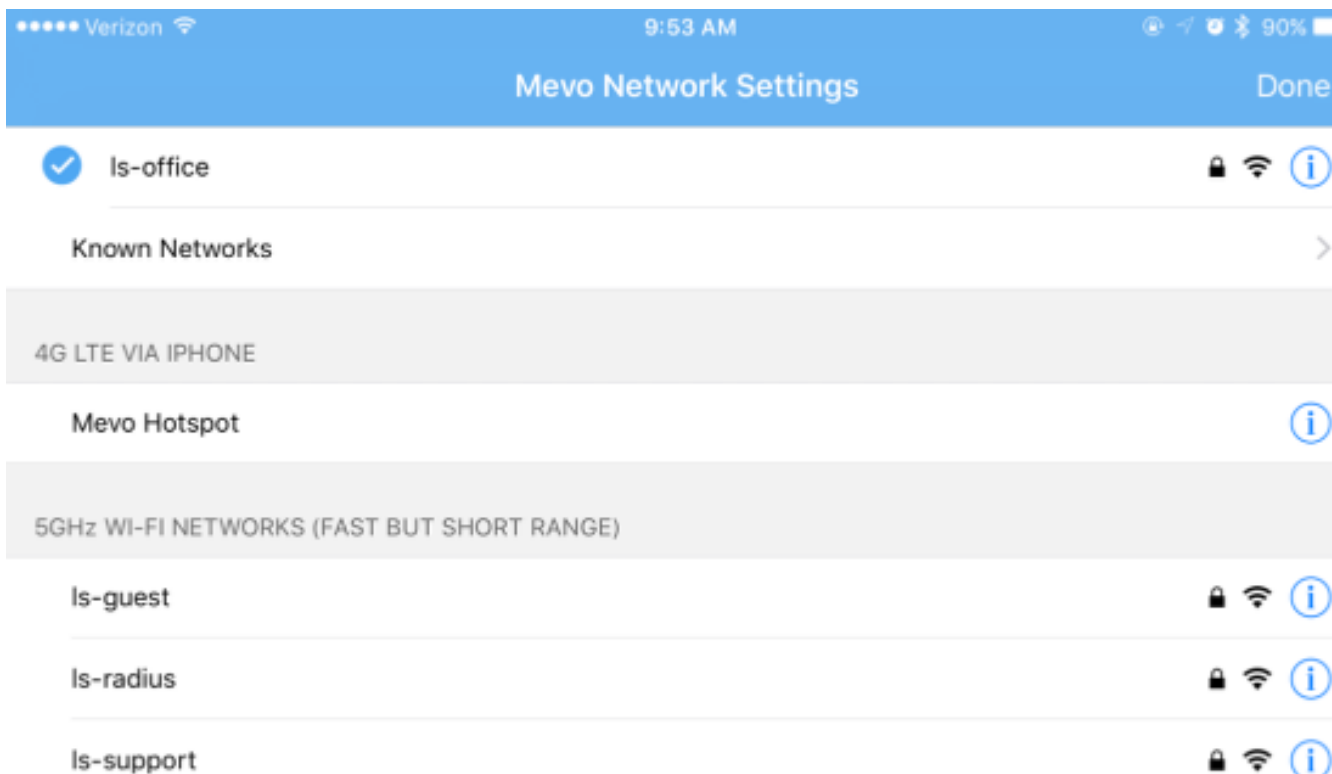 Verizon 9:53 AM 90%
Mevo Network Settings Done
ls-office
Known Networks
4G LTE VIA IPHONE
Mevo Hotspot
5GHz WI-FI NETWORKS (FAST BUT SHORT RANGE)
ls-guest
ls-radius
ls-support